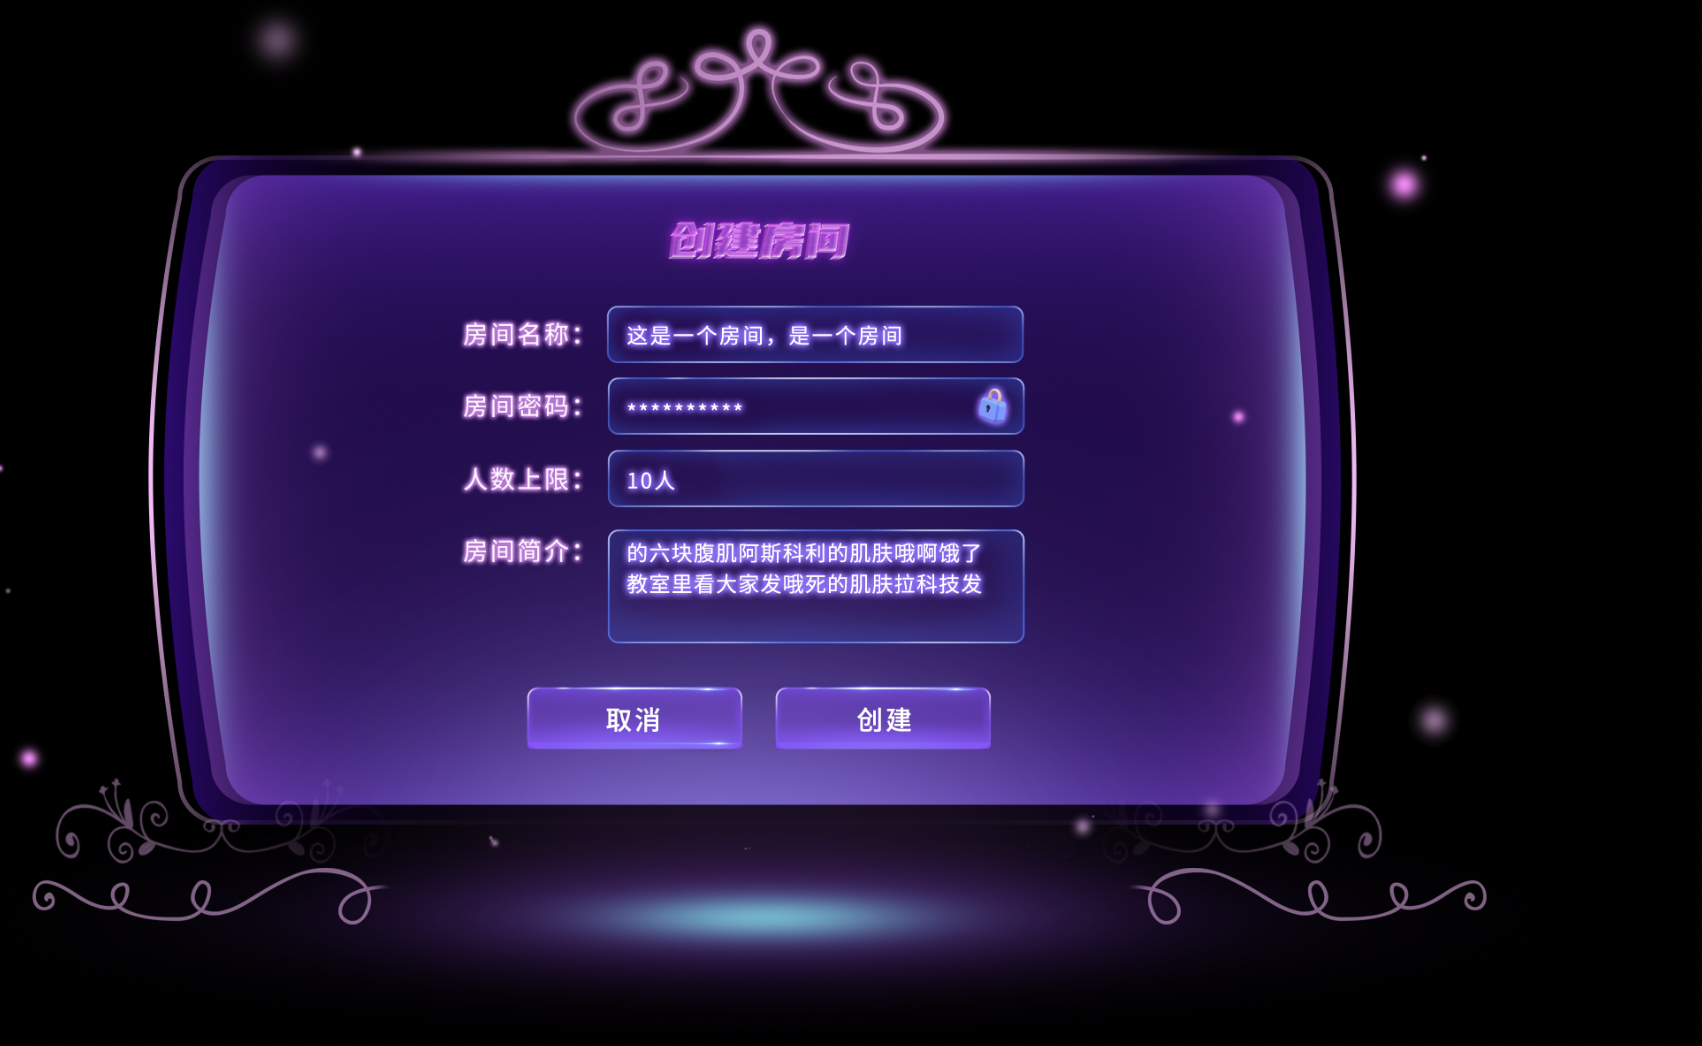 创建房间
房间名称：
这是一个房间，是一个房间
房间密码：
**********
人数上限：
10人
房间简介：
的六块腹肌阿斯科利的肌肤哦啊饿了
教室里看大家发哦死的肌肤拉科技发
取消
创建